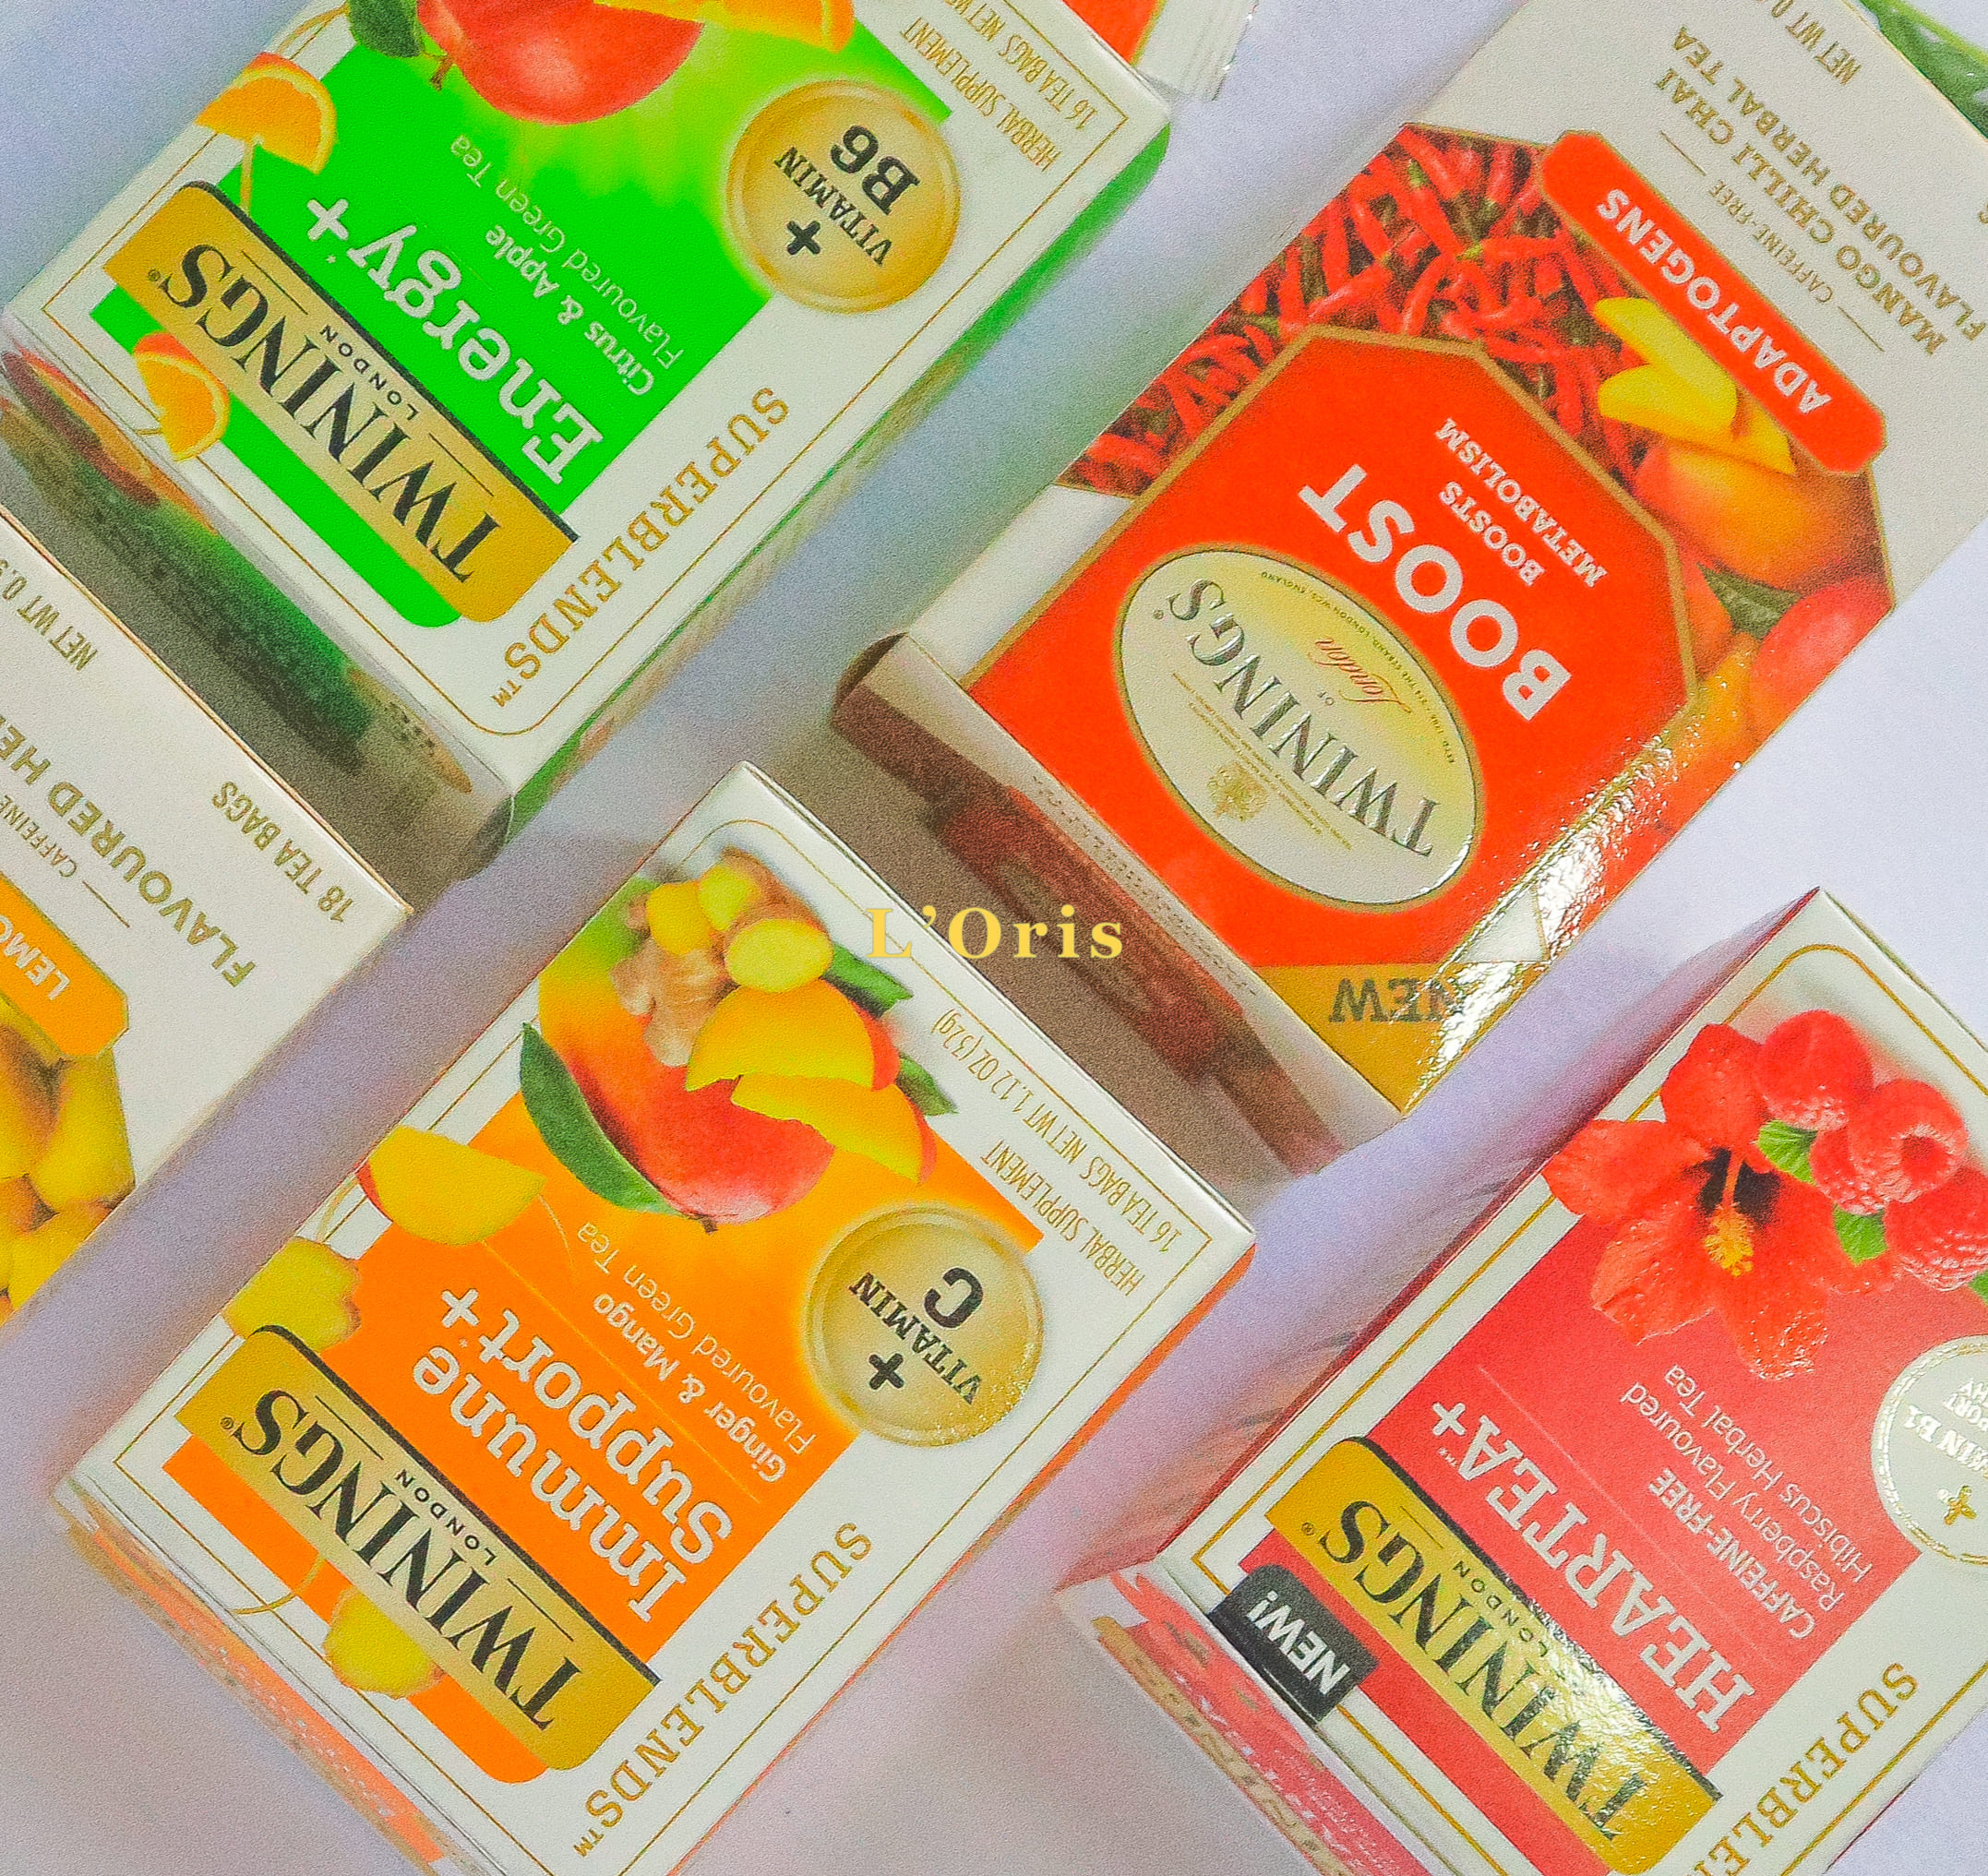 HERBAL SUPPLEMENT
16 TEA BAGS NET
+
VITAMIN
B6
TWININGS®
LONDON
Energy+
Citrus & Apple
Flavoured Green Tea
SUPERBLENDS™
NET WT 0.
MANGO CHILLI CHAI
FLAVOURED HERBAL TEA
CAFFEINE-FREE
ADAPTOGENS
BOOST
BOOSTS
METABOLISM
TWININGS®
OF
London
NEW
NET WT 0.
18 TEA BAGS
FLAVOURED
LEMO
L’Oris
16 TEA BAGS NET WT 1.12 OZ (32g)
HERBAL SUPPLEMENT
+
VITAMIN
C
TWININGS®
LONDON
Immune
Support+
Ginger & Mango
Flavoured Green Tea
SUPERBLENDS™
NEW!
TWININGS®
LONDON
HEARTEA™+
CAFFEINE-FREE
Raspberry Flavoured
Hibiscus Herbal Tea
SUPERBLE